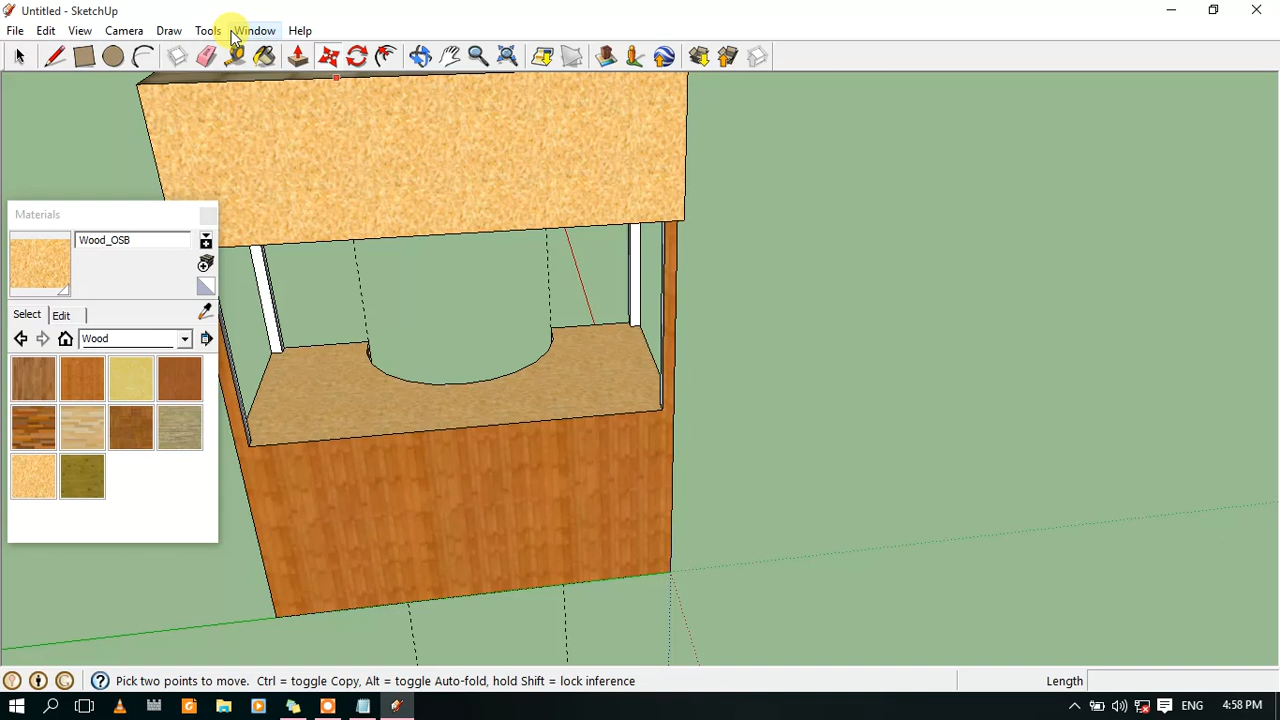 Untitled - SketchUp
File Edit View Camera Draw Tools Window Help
Materials
Wood_OSB
Select Edit
Wood
Pick two points to move. Ctrl = toggle Copy, Alt = toggle Auto-fold, hold Shift = lock inference
Length
ENG 4:58 PM